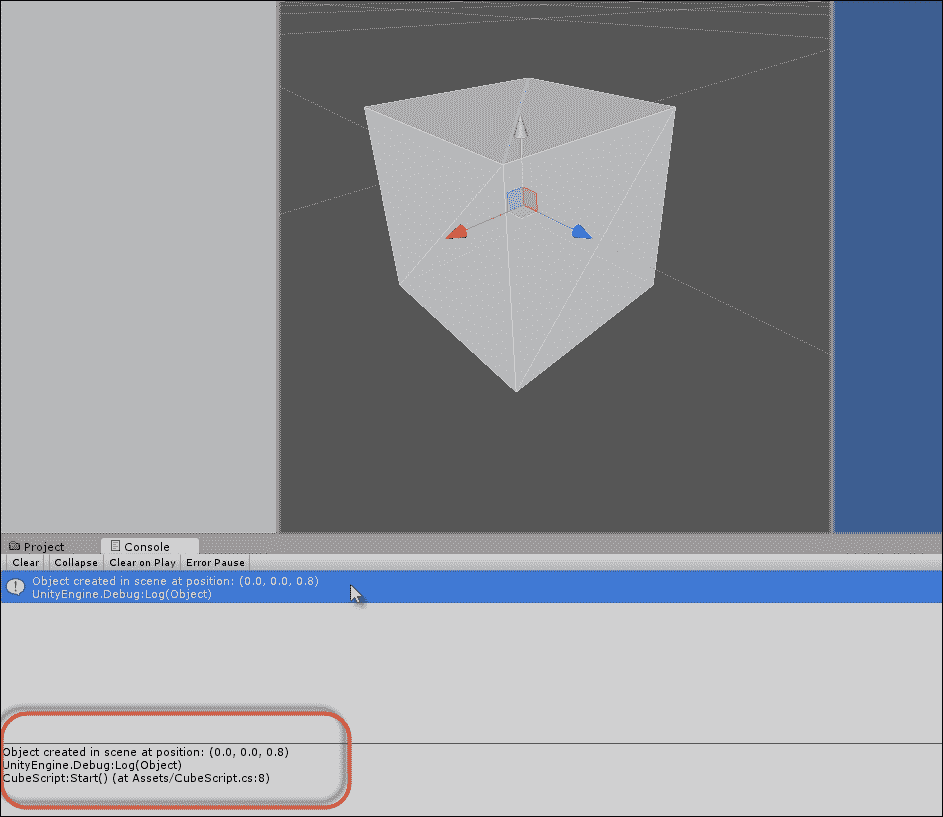 Project
Console
Clear
Collapse
Clear on Play
Error Pause
Object created in scene at position: (0.0, 0.0, 0.8)
UnityEngine.Debug:Log(Object)
Object created in scene at position: (0.0, 0.0, 0.8)
UnityEngine.Debug:Log(Object)
CubeScript:Start() (at Assets/CubeScript.cs:8)